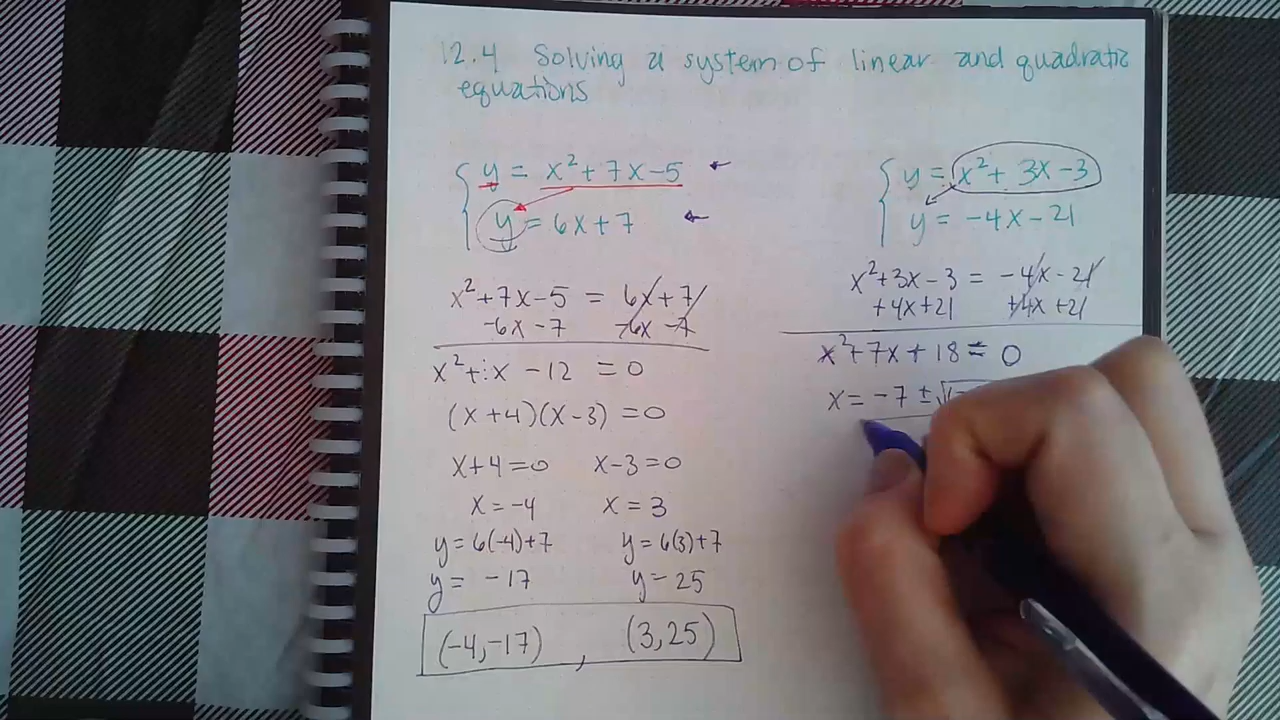 12.4 Solving a system of linear and quadratic
equations
y = x² + 7x - 5
y = 6x + 7
x² + 7x - 5 = 6x + 7
-6x - 7 -6x - 7
x² + x - 12 = 0
(x + 4)(x - 3) = 0
x + 4 = 0 x - 3 = 0
x = -4 x = 3
y = 6(-4) + 7 y = 6(3) + 7
y = -17 y = 25
(-4, -17) , (3, 25)
y = x² + 3x - 3
y = -4x - 21
x² + 3x - 3 = -4x - 21
+4x + 21 +4x + 21
x² + 7x + 18 = 0
x = -7 ± √